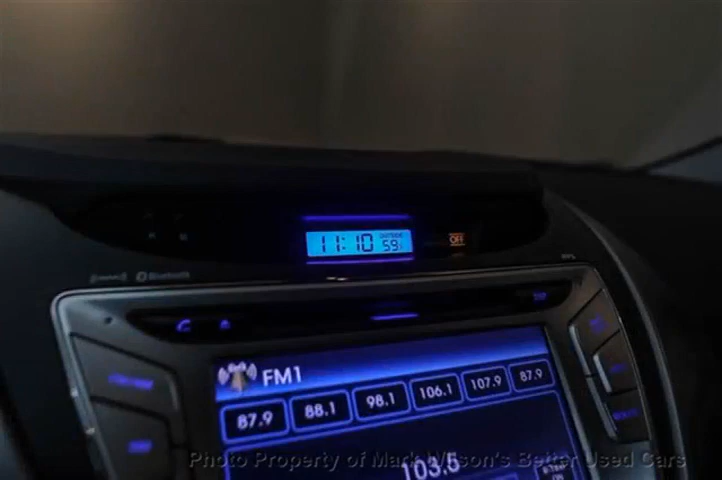 11:10 OUTSIDE 59
OFF
Bluetooth
FM1
87.9 88.1 98.1 106.1 107.9 87.9
103.5
Photo Property of Mark Wilson's Better Used Cars